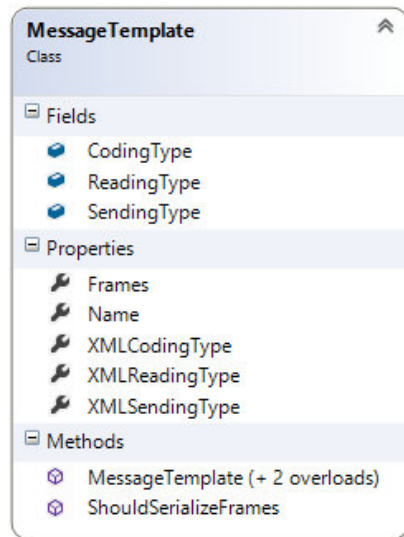 MessageTemplate
Class
Fields
CodingType
ReadingType
SendingType
Properties
Frames
Name
XMLCodingType
XMLReadingType
XMLSendingType
Methods
MessageTemplate (+ 2 overloads)
ShouldSerializeFrames